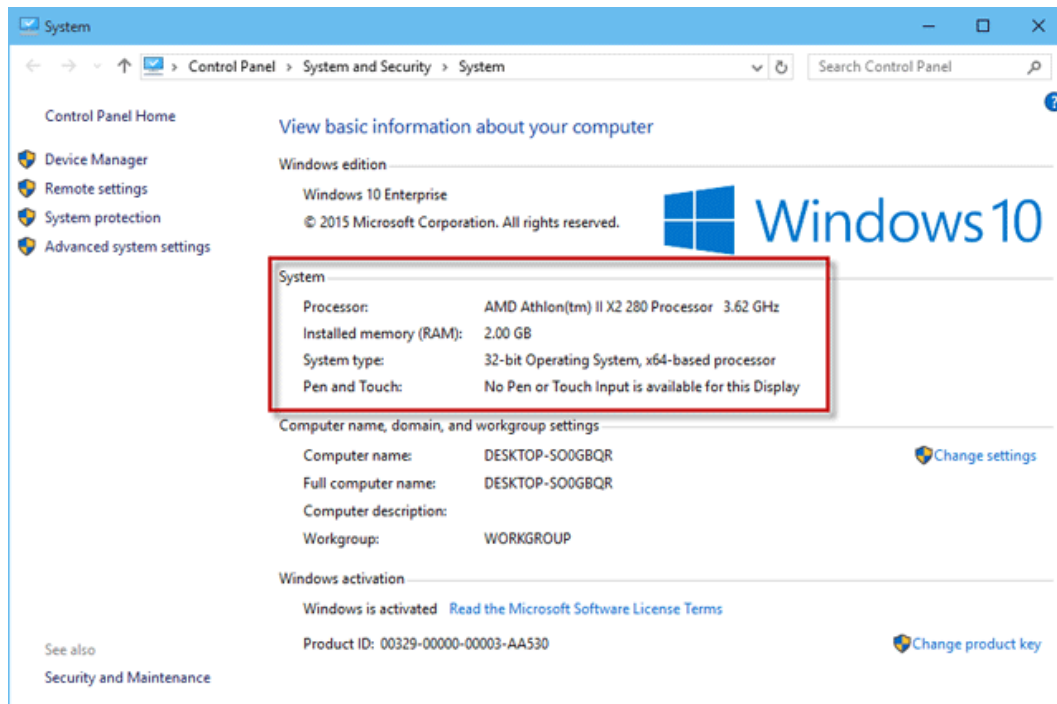 System
Control Panel > System and Security > System
Search Control Panel
?
Control Panel Home
Device Manager
Remote settings
System protection
Advanced system settings
View basic information about your computer
Windows edition
Windows 10 Enterprise
© 2015 Microsoft Corporation. All rights reserved.
Windows 10
System
Processor: AMD Athlon(tm) II X2 280 Processor 3.62 GHz
Installed memory (RAM): 2.00 GB
System type: 32-bit Operating System, x64-based processor
Pen and Touch: No Pen or Touch Input is available for this Display
Computer name, domain, and workgroup settings
Computer name: DESKTOP-SO0GBQR
Change settings
Full computer name: DESKTOP-SO0GBQR
Computer description:
Workgroup: WORKGROUP
Windows activation
Windows is activated Read the Microsoft Software License Terms
Product ID: 00329-00000-00003-AA530
Change product key
See also
Security and Maintenance